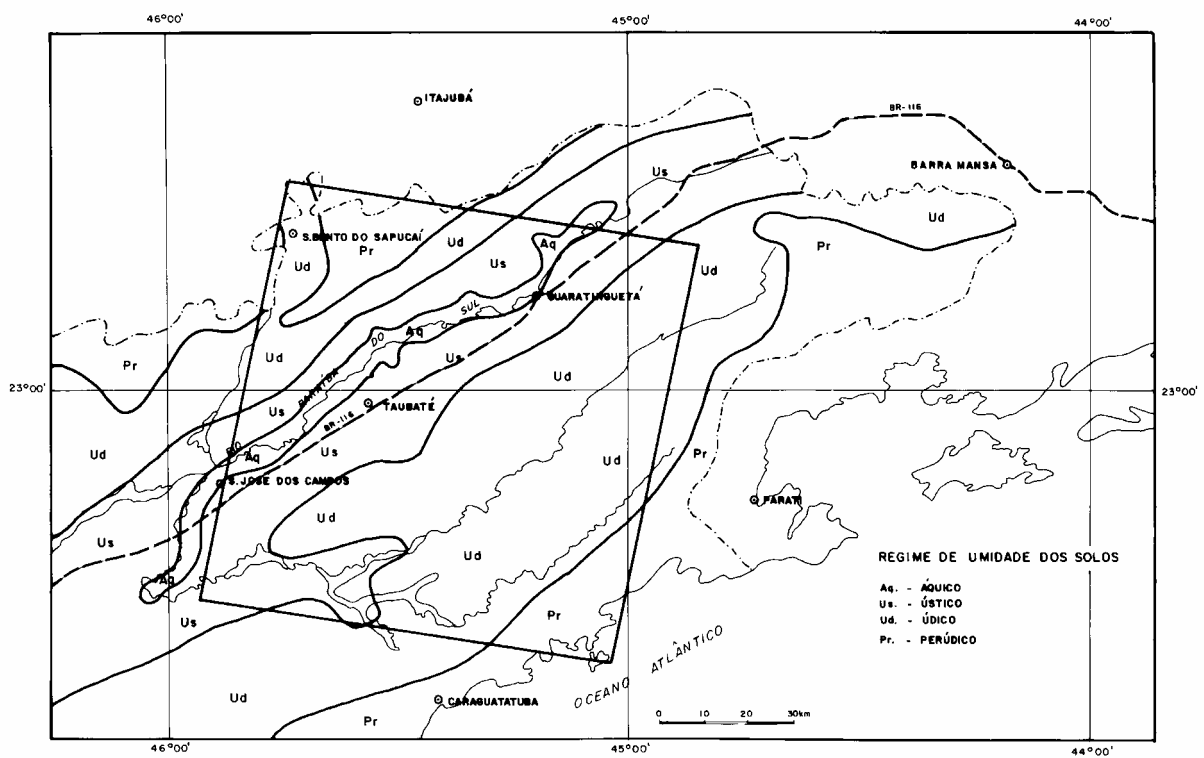 46°00' 45°00' 44°00'
ITAJUBÁ
BR-116
BARRA MANSA
Us
Ud
S.BENTO DO SAPUCAÍ
Pr
Ud
Aq
DO
Pr
Ud
Us
Ud
GUARATINGUETÁ
SUL
DO
Aq
Us
Pr
Ud
Ud
23°00' 23°00'
PARAÍBA
TAUBATÉ
Us
BR-116
Ud
RIO
Aq
Us
Ud
Pr
S. JOSÉ DOS CAMPOS
PARATI
Ud
Us
Ud
Aq
REGIME DE UMIDADE DOS SOLOS
Aq. - ÁQUICO
Us. - ÚSTICO
Ud. - ÚDICO
Pr. - PERÚDICO
Us
Pr
OCEANO ATLÂNTICO
Ud
CARAGUATATUBA
Pr
0 10 20 30km
46°00' 45°00' 44°00'